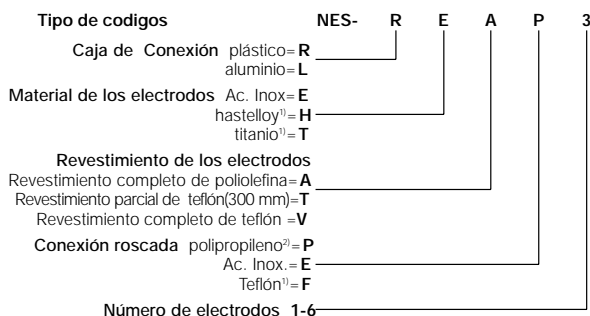 Tipo de codigos NES- R E A P 3
Caja de Conexión plástico= R
aluminio= L
Material de los electrodos Ac. Inox= E
hastelloy¹⁾= H
titanio¹⁾= T
Revestimiento de los electrodos
Revestimiento completo de poliolefina= A
Revestimiento parcial de teflón(300 mm)= T
Revestimiento completo de teflón = V
Conexión roscada polipropileno²⁾= P
Ac. Inox.= E
Teflón¹⁾= F
Número de electrodos 1-6